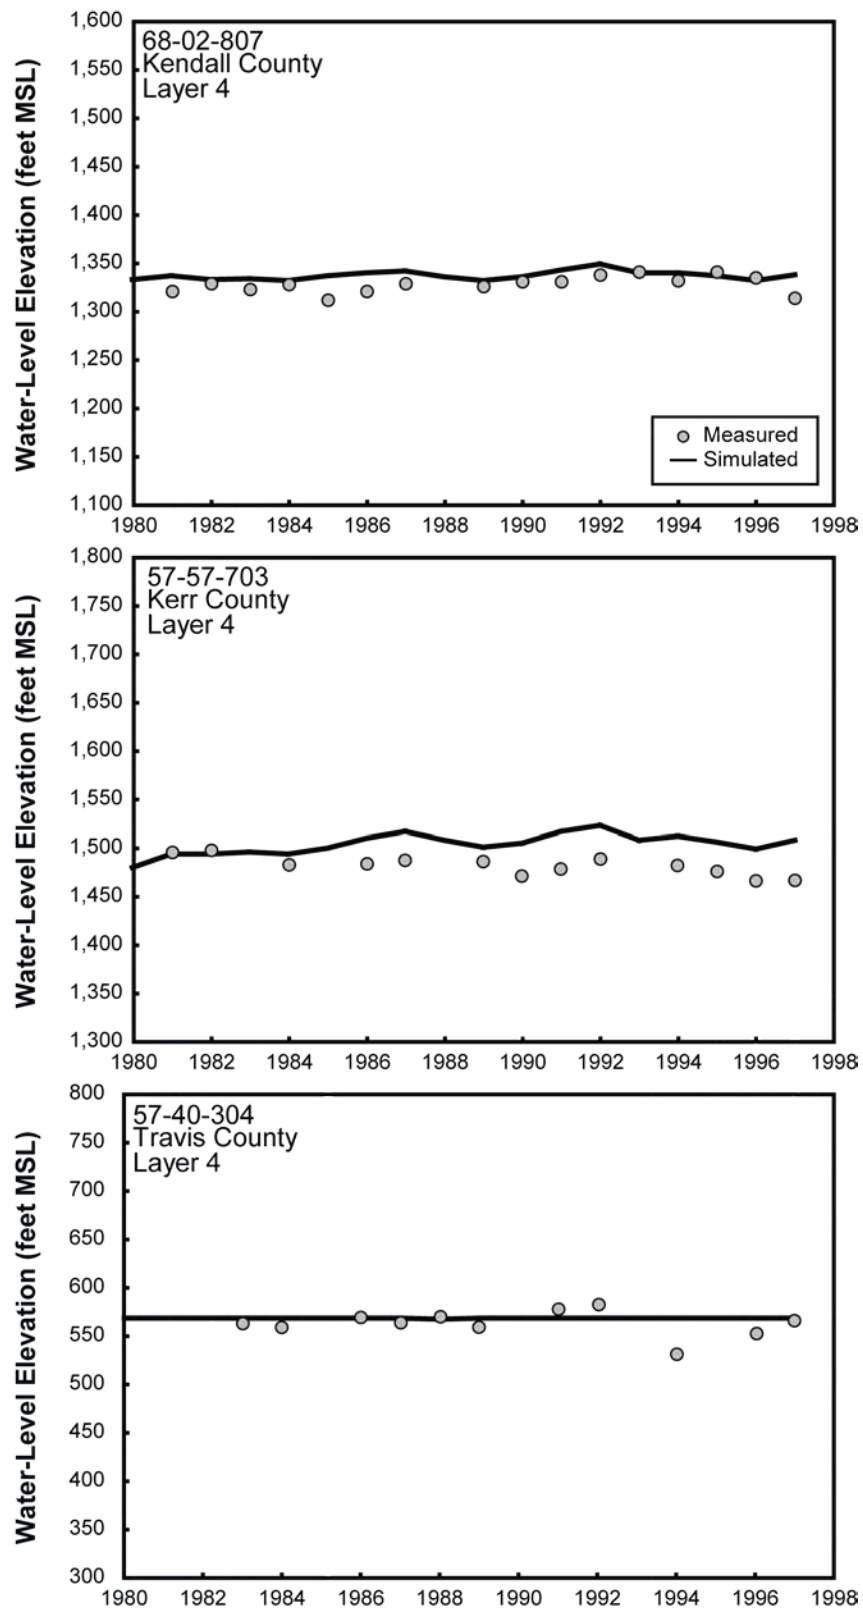 Water-Level Elevation (feet MSL)
1,600
1,550
1,500
1,450
1,400
1,350
1,300
1,250
1,200
1,150
1,100
68-02-807
Kendall County
Layer 4
Measured
Simulated
1980 1982 1984 1986 1988 1990 1992 1994 1996 1998
Water-Level Elevation (feet MSL)
1,800
1,750
1,700
1,650
1,600
1,550
1,500
1,450
1,400
1,350
1,300
57-57-703
Kerr County
Layer 4
1980 1982 1984 1986 1988 1990 1992 1994 1996 1998
Water-Level Elevation (feet MSL)
800
750
700
650
600
550
500
450
400
350
300
57-40-304
Travis County
Layer 4
1980 1982 1984 1986 1988 1990 1992 1994 1996 1998